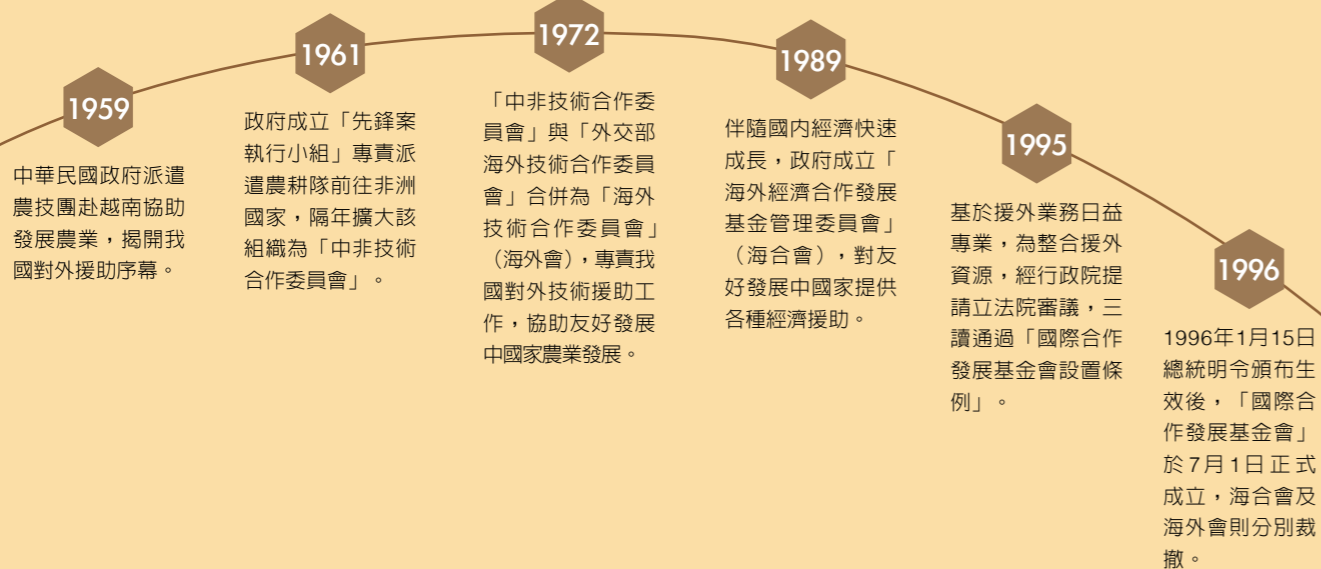 1959
中華民國政府派遣
農技團赴越南協助
發展農業，揭開我
國對外援助序幕。
1961
政府成立「先鋒案
執行小組」專責派
遣農耕隊前往非洲
國家，隔年擴大該
組織為「中非技術
合作委員會」。
1972
「中非技術合作委
員會」與「外交部
海外技術合作委員
會」合併為「海外
技術合作委員會」
（海外會），專責我
國對外技術援助工
作，協助友好發展
中國家農業發展。
1989
伴隨國內經濟快速
成長，政府成立「
海外經濟合作發展
基金管理委員會」
（海合會），對友
好發展中國家提供
各種經濟援助。
1995
基於援外業務日益
專業，為整合援外
資源，經行政院提
請立法院審議，三
讀通過「國際合作
發展基金會設置條
例」。
1996
1996年1月15日
總統明令頒布生
效後，「國際合
作發展基金會」
於7月1日正式
成立，海合會及
海外會則分別裁
撤。